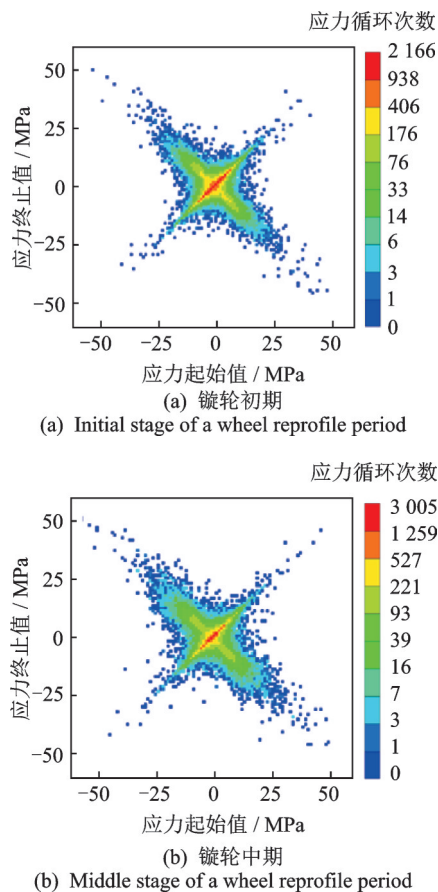 应力循环次数
50
25
0
−25
−50
应力终止值 / MPa
2 166
938
406
176
76
33
14
6
3
1
0
−50 −25 0 25 50
应力起始值 / MPa
(a) 镟轮初期
(a) Initial stage of a wheel reprofile period
应力循环次数
50
25
0
−25
−50
应力终止值 / MPa
3 005
1 259
527
221
93
39
16
7
3
1
0
−50 −25 0 25 50
应力起始值 / MPa
(b) 镟轮中期
(b) Middle stage of a wheel reprofile period